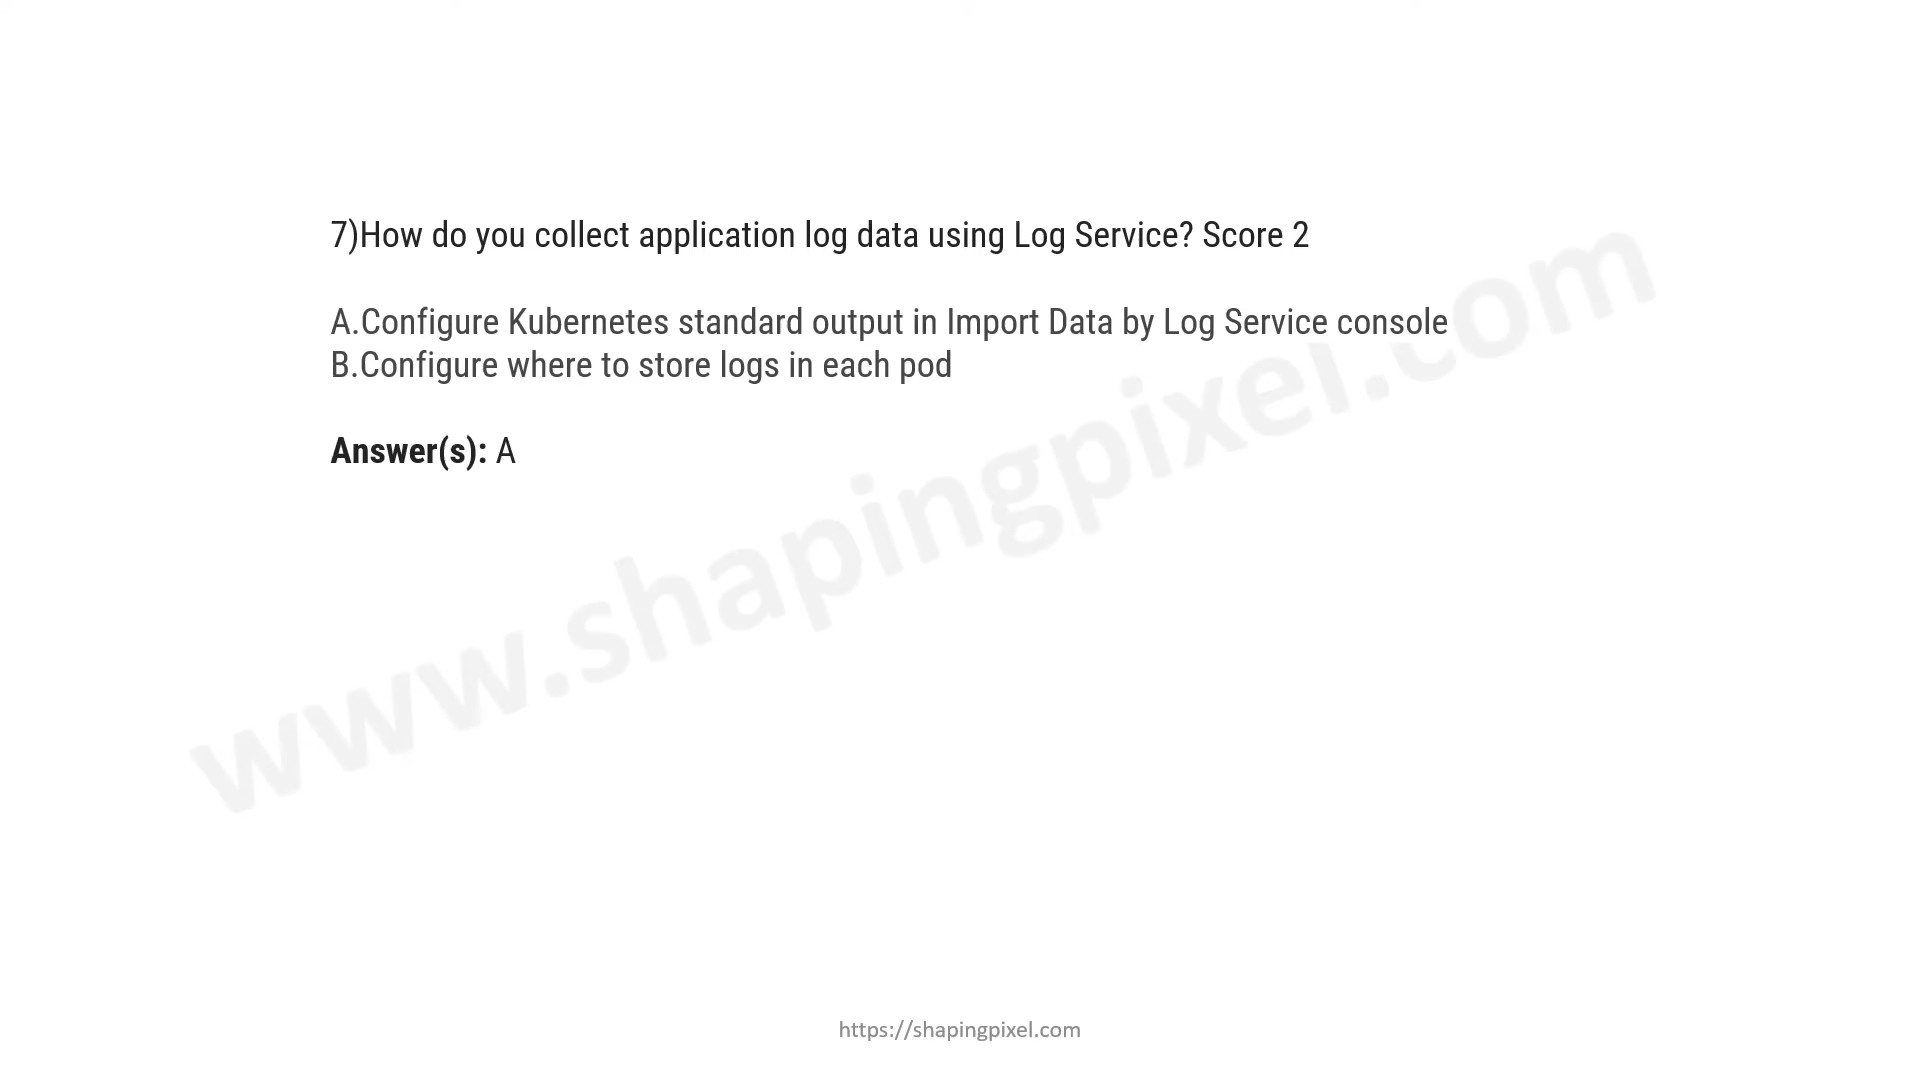 7)How do you collect application log data using Log Service? Score 2
A.Configure Kubernetes standard output in Import Data by Log Service console
B.Configure where to store logs in each pod
Answer(s): A
www.shapingpixel.com
https://shapingpixel.com